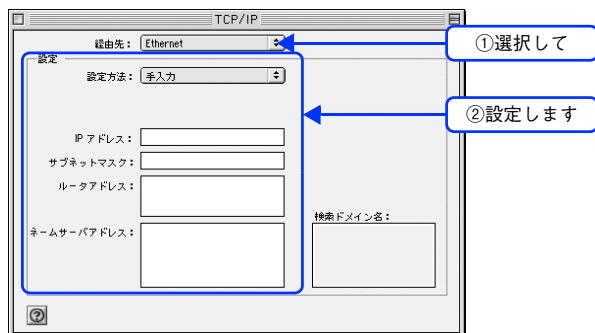 TCP/IP
経由先： Ethernet
①選択して
設定
設定方法： 手入力
②設定します
IP アドレス：
サブネットマスク：
ルータアドレス：
検索ドメイン名：
ネームサーバアドレス：
?